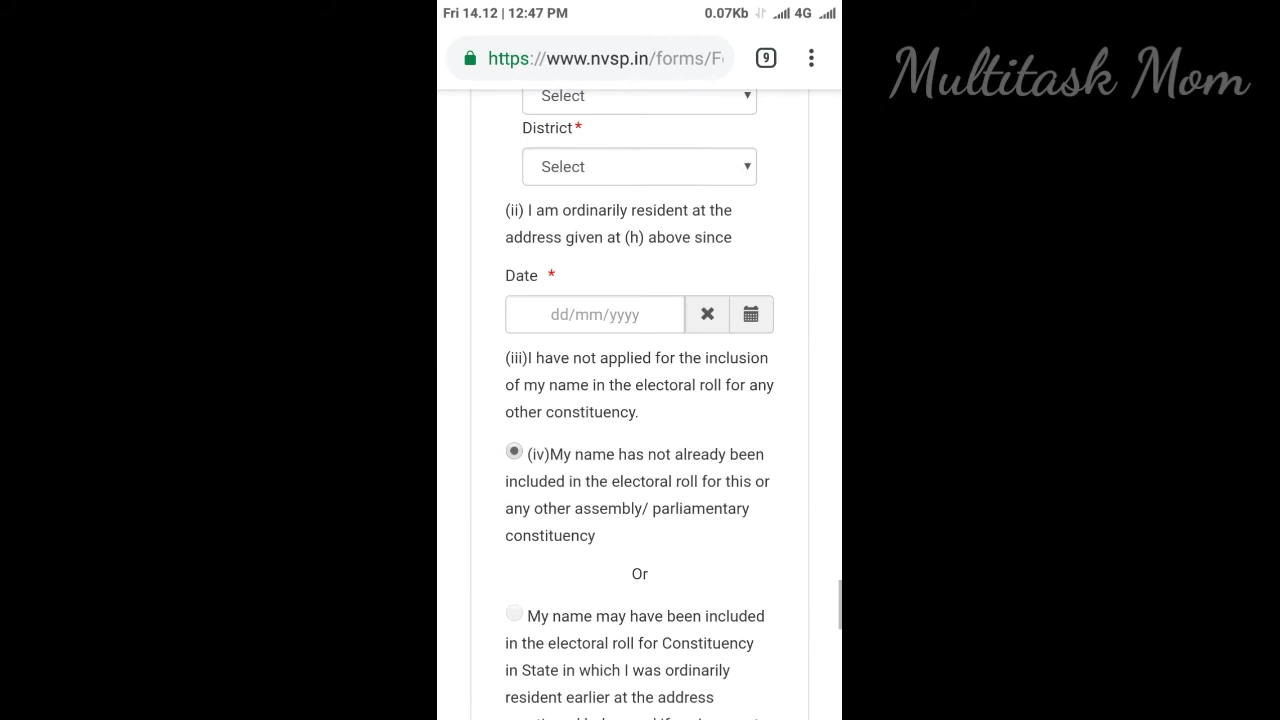 Fri 14.12 | 12:47 PM
0.07Kb 4G
https://www.nvsp.in/forms/F
9
Multitask Mom
Select
District*
Select
(ii) I am ordinarily resident at the
address given at (h) above since
Date *
dd/mm/yyyy
(iii)I have not applied for the inclusion
of my name in the electoral roll for any
other constituency.
(iv)My name has not already been
included in the electoral roll for this or
any other assembly/ parliamentary
constituency
Or
My name may have been included
in the electoral roll for Constituency
in State in which I was ordinarily
resident earlier at the address